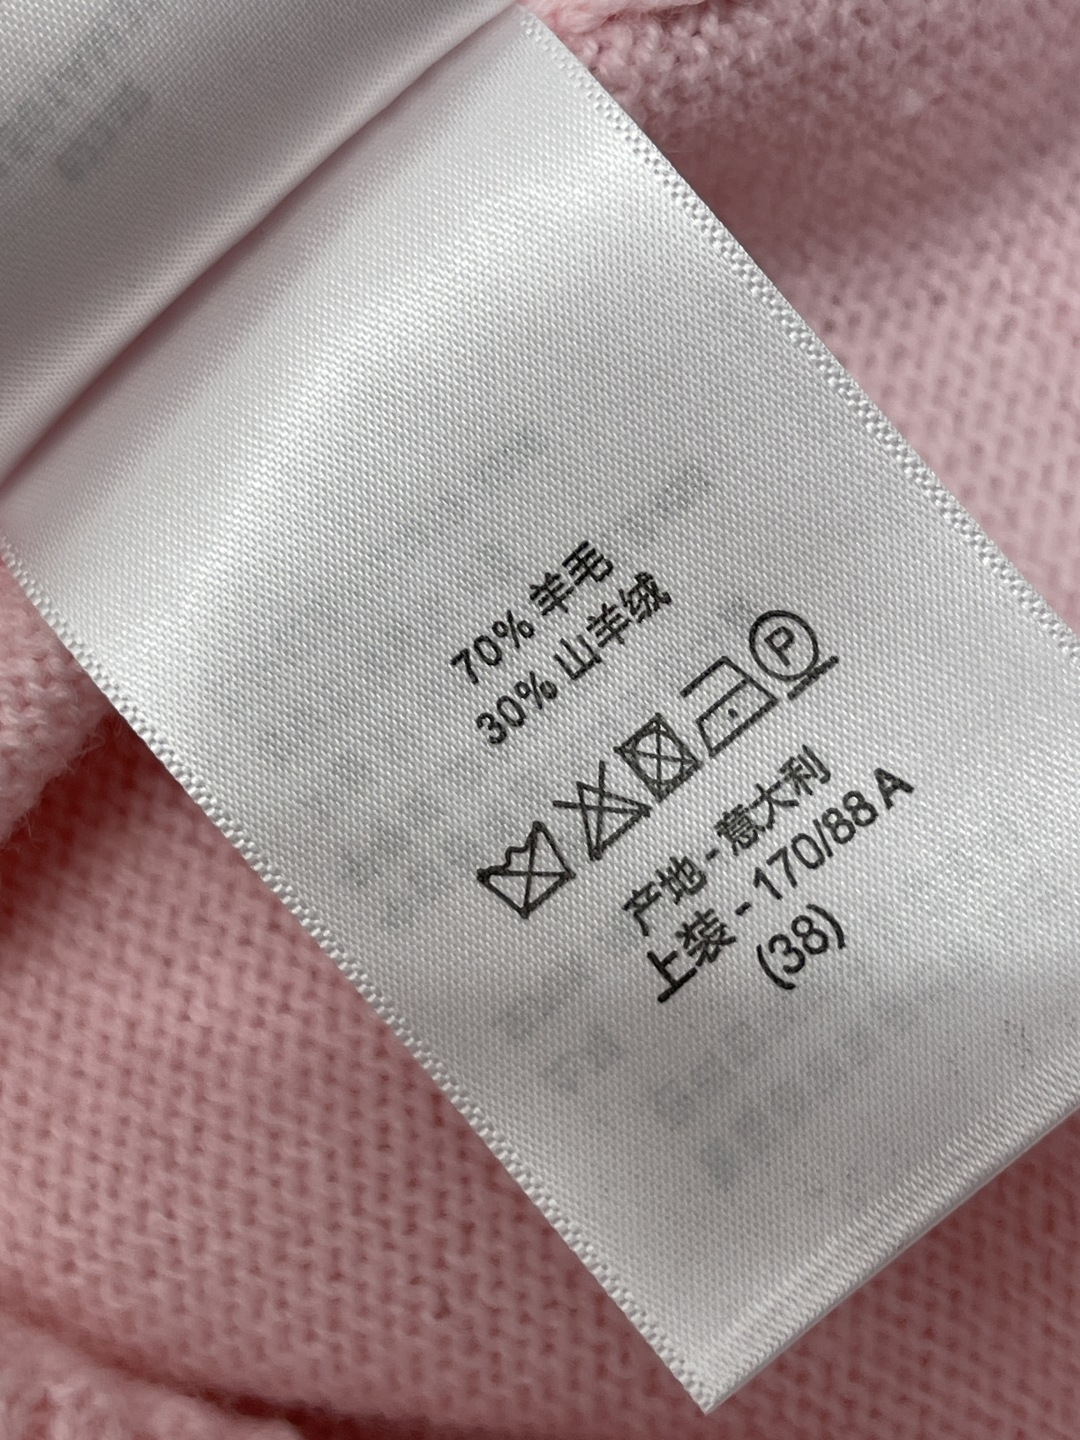 70% 羊毛
30% 山羊绒
P
产地 - 意大利
上装 - 170/88 A
(38)